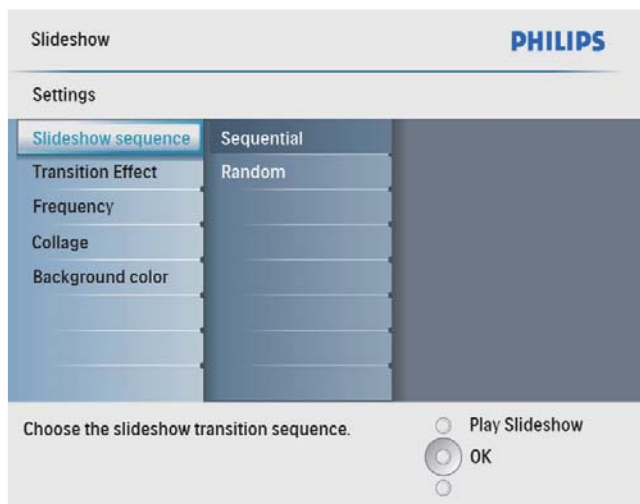 Slideshow
PHILIPS
Settings
Slideshow sequence
Sequential
Transition Effect
Random
Frequency
Collage
Background color
Choose the slideshow transition sequence.
Play Slideshow
OK